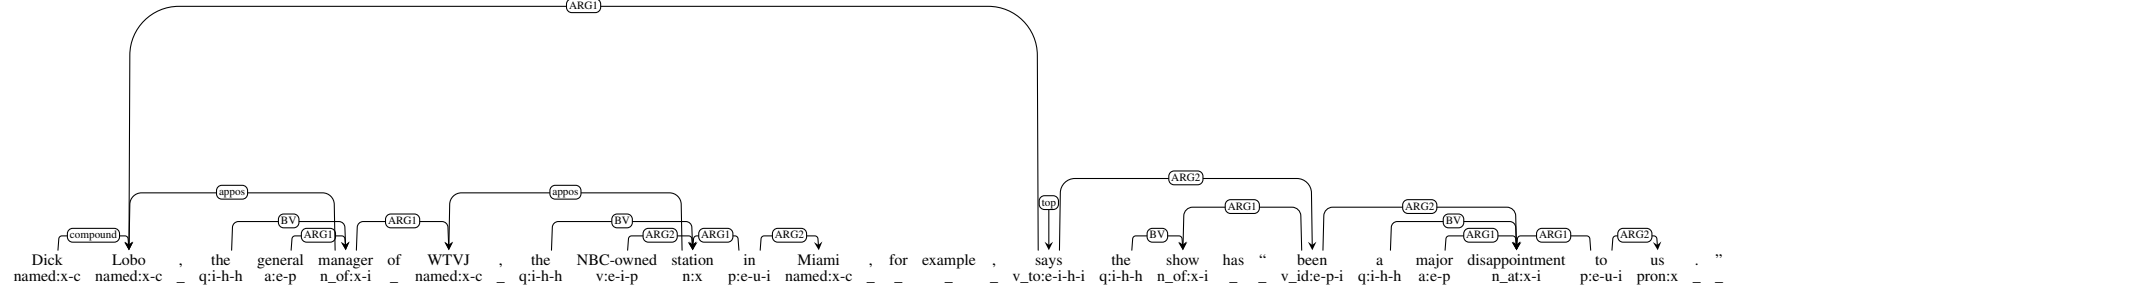 ARG1
appos appos ARG2 top
BV ARG1 BV ARG1 ARG2 BV
compound ARG1 ARG2 ARG1 ARG2 BV ARG1 ARG1 ARG2
Dick Lobo , the general manager of WTVJ , the NBC-owned station in Miami , for example , says the show has “ been a major disappointment to us . ”
named:x-c named:x-c _ q:i-h-h a:e-p n_of:x-i _ named:x-c _ q:i-h-h v:e-i-p n:x p:e-u-i named:x-c _ _ _ _ v_to:e-i-h-i q:i-h-h n_of:x-i _ _ v_id:e-p-i q:i-h-h a:e-p n_at:x-i p:e-u-i pron:x _ _